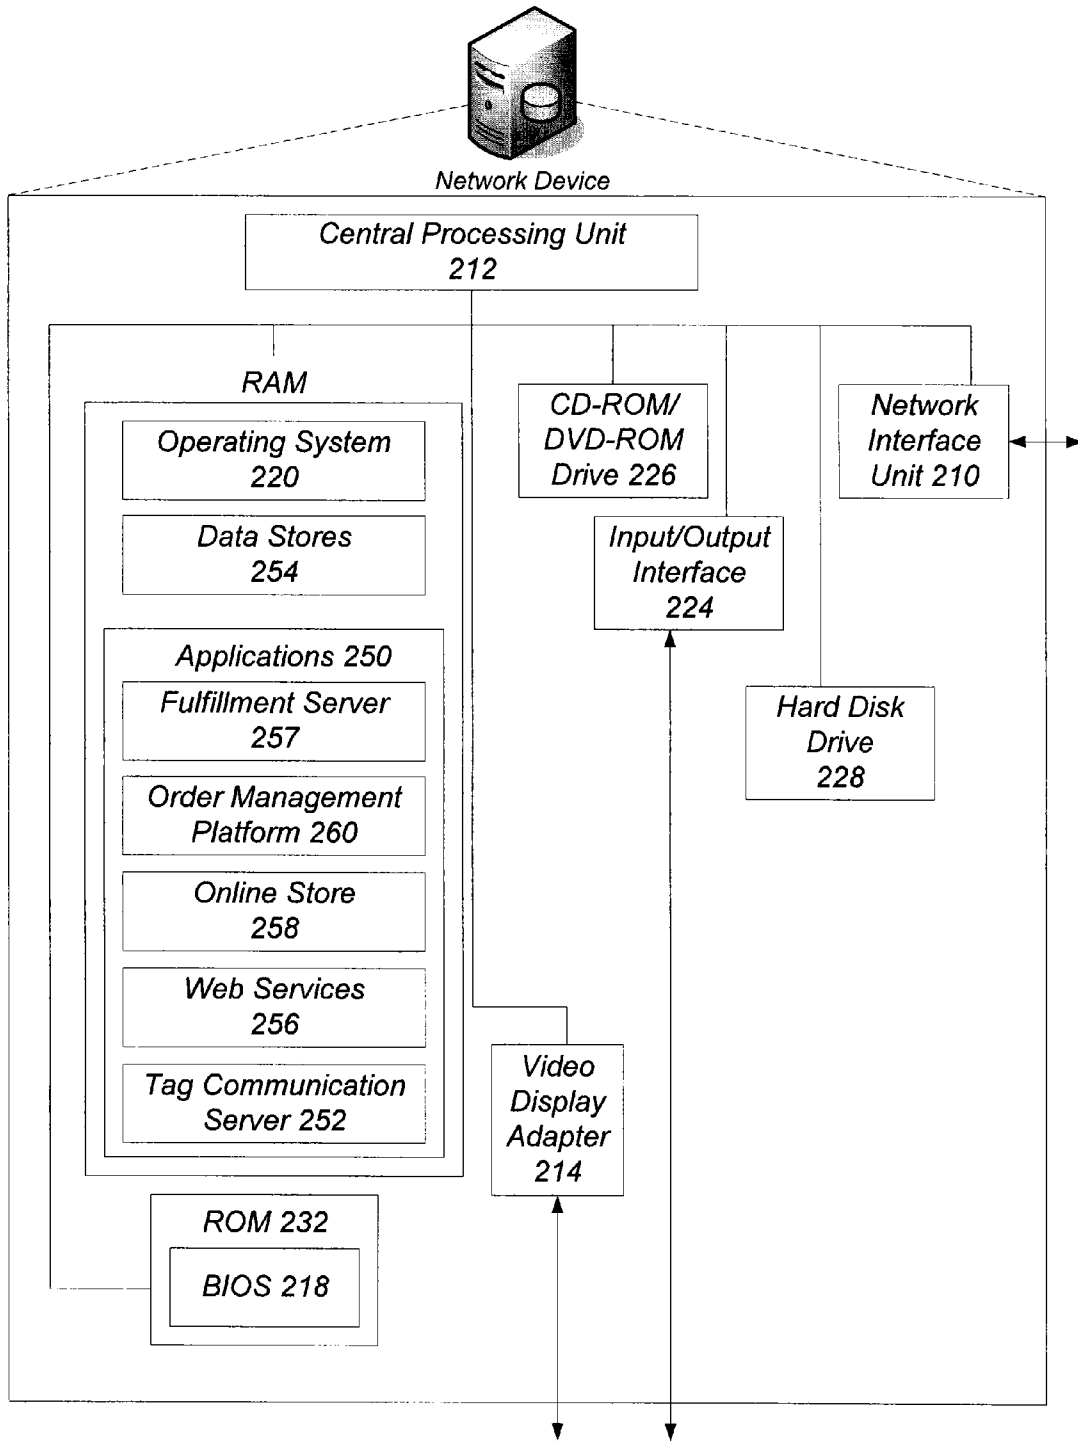 Network Device
Central Processing Unit
212
RAM
Operating System
220
Data Stores
254
Applications 250
Fulfillment Server
257
Order Management
Platform 260
Online Store
258
Web Services
256
Tag Communication
Server 252
ROM 232
BIOS 218
CD-ROM/
DVD-ROM
Drive 226
Network
Interface
Unit 210
Input/Output
Interface
224
Hard Disk
Drive
228
Video
Display
Adapter
214